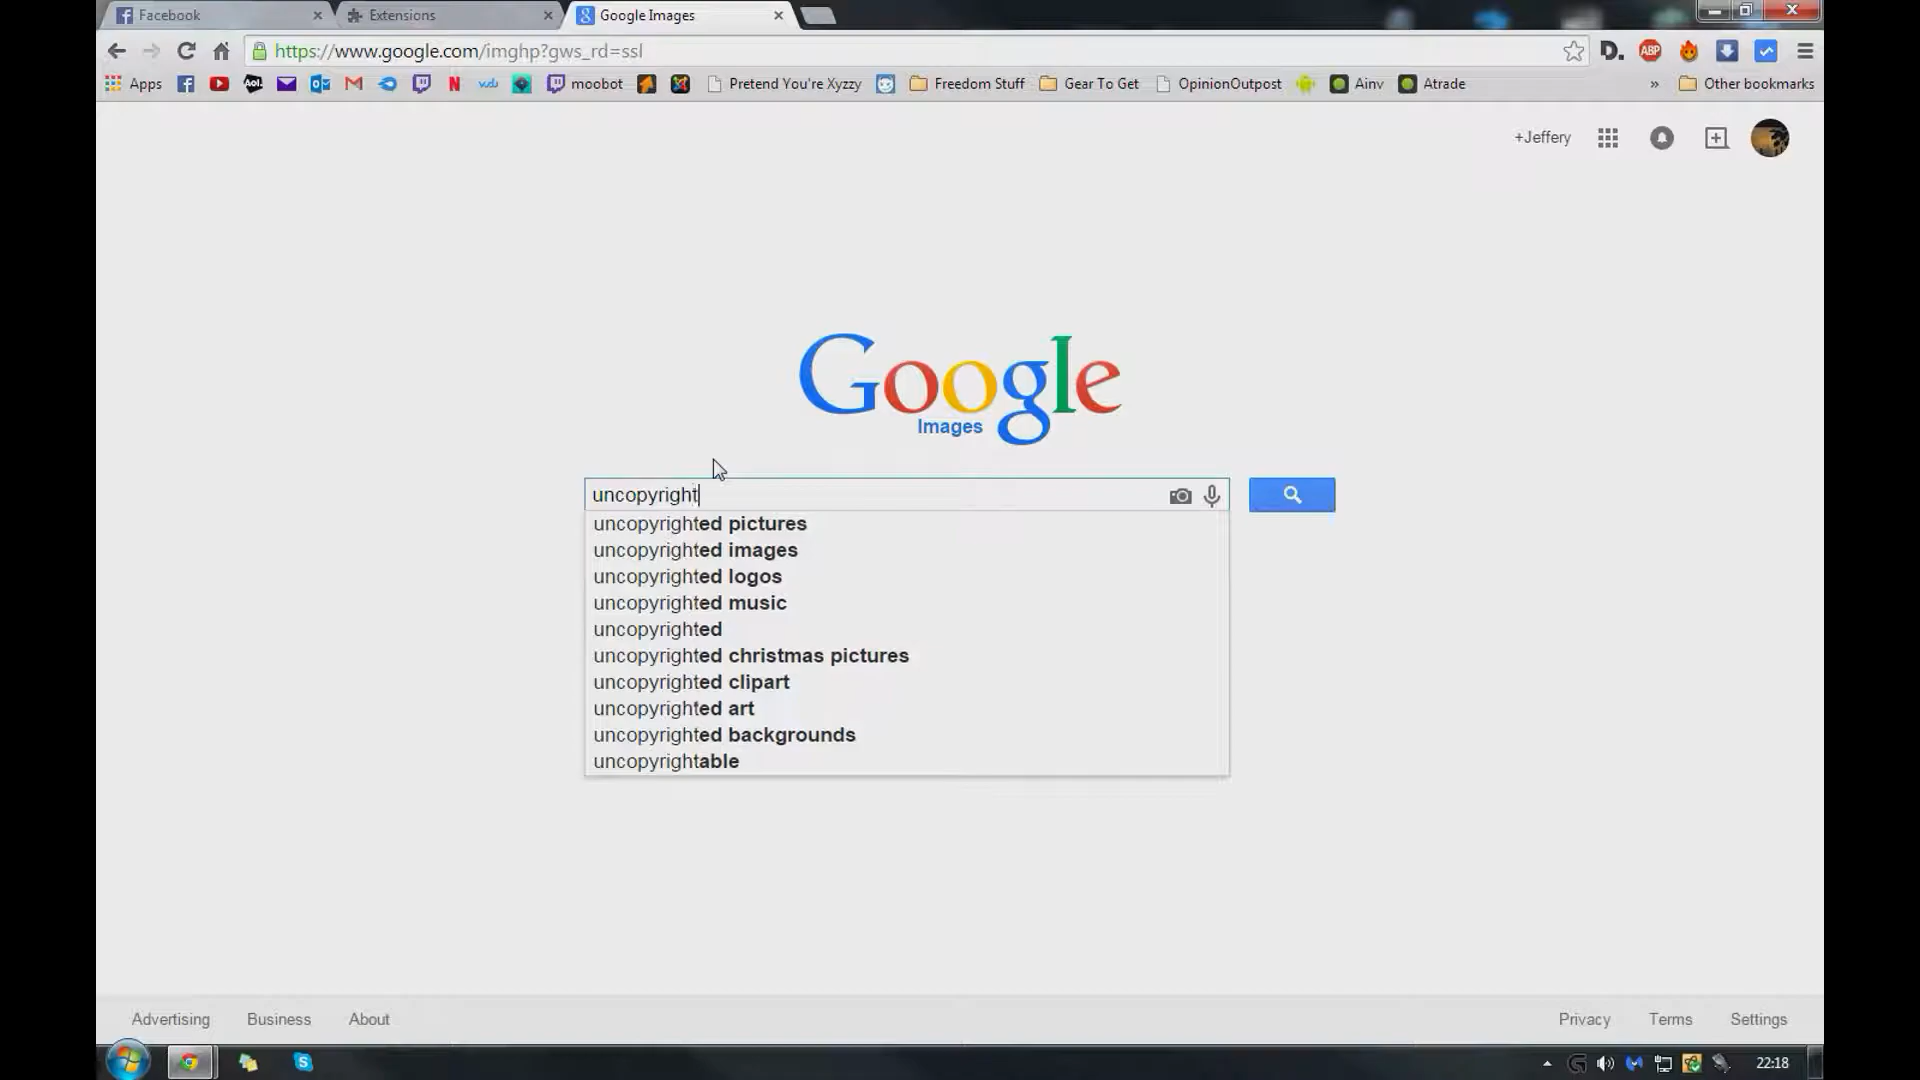 Facebook
Extensions
Google Images
https://www.google.com/imghp?gws_rd=ssl
D. ABP
Apps
AOL
N
moobot
Pretend You're Xyzzy
Freedom Stuff
Gear To Get
OpinionOutpost
Ainv
Atrade
»
Other bookmarks
+Jeffery
Google
Images
uncopyright
uncopyrighted pictures
uncopyrighted images
uncopyrighted logos
uncopyrighted music
uncopyrighted
uncopyrighted christmas pictures
uncopyrighted clipart
uncopyrighted art
uncopyrighted backgrounds
uncopyrightable
Advertising
Business
About
Privacy
Terms
Settings
22:18